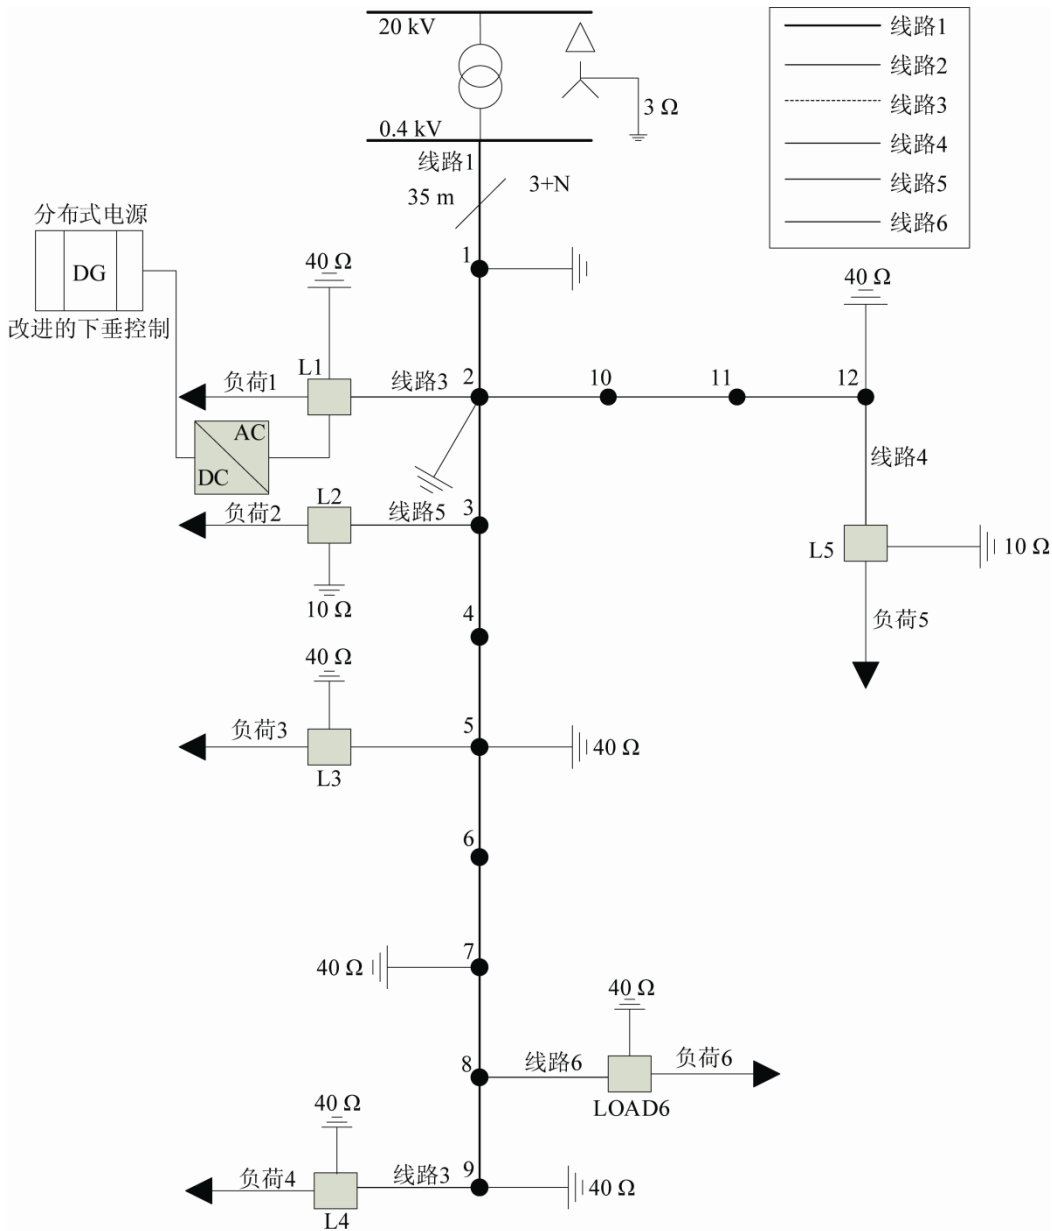 20 kV
3 Ω
0.4 kV
线路1
35 m
3+N
线路1
线路2
线路3
线路4
线路5
线路6
分布式电源
DG
改进的下垂控制
40 Ω
1
40 Ω
L1
负荷1
线路3
2
10
11
12
AC
DC
线路4
L2
负荷2
线路5
3
L5
10 Ω
10 Ω
4
负荷5
40 Ω
负荷3
5
40 Ω
L3
6
7
40 Ω
40 Ω
8
线路6
负荷6
LOAD6
40 Ω
负荷4
线路3
9
40 Ω
L4